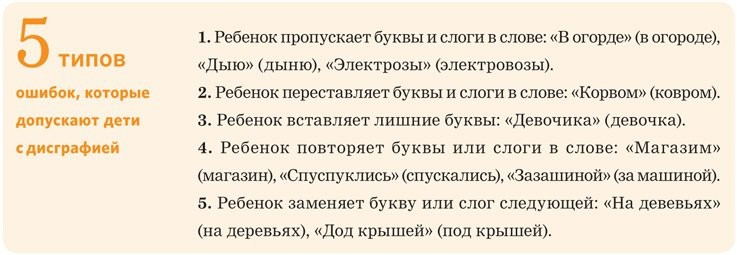 5 типов
ошибок, которые
допускают дети
с дисграфией
1. Ребенок пропускает буквы и слоги в слове: «В огорде» (в огороде),
«Дыю» (дыню), «Электрозы» (электровозы).
2. Ребенок переставляет буквы и слоги в слове: «Корвом» (ковром).
3. Ребенок вставляет лишние буквы: «Девочика» (девочка).
4. Ребенок повторяет буквы или слоги в слове: «Магазим»
(магазин), «Спуспуклись» (спускались), «Зазашиной» (за машиной).
5. Ребенок заменяет букву или слог следующей: «На девевьях»
(на деревьях), «Дод крышей» (под крышей).